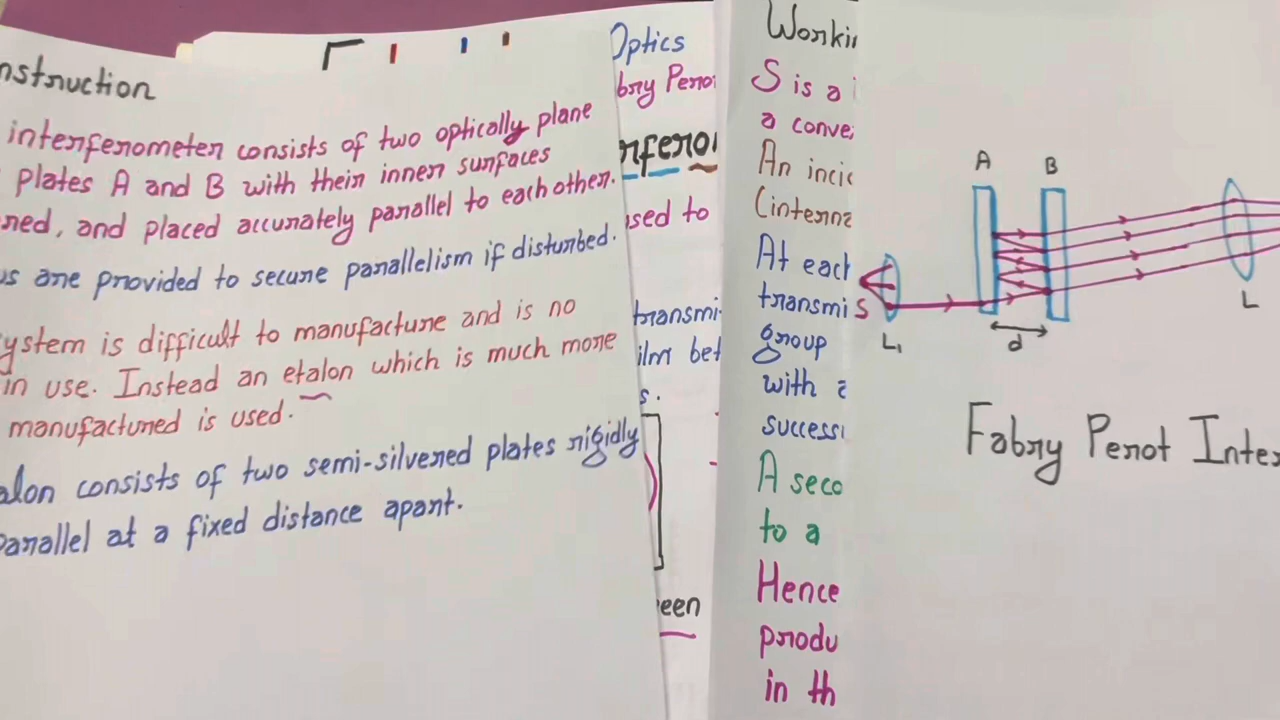 nstruction
interferometer consists of two optically plane
plates A and B with their inner surfaces
red, and placed accurately parallel to each other.
s are provided to secure parallelism if disturbed.
ystem is difficult to manufacture and is no
in use. Instead an etalon which is much more
manufactured is used.
alon consists of two semi-silvered plates rigidly
parallel at a fixed distance apart.
Optics
bry Pero
rfero
sed to
transmi
ilm bet
s.
een
Workin
S is a
a conve
An inci
(interna
At each
transmis
group
with a
successi
A seco
to a
Hence
produ
in th
A B
S
L₁
d
L
Fabry Perot Inter